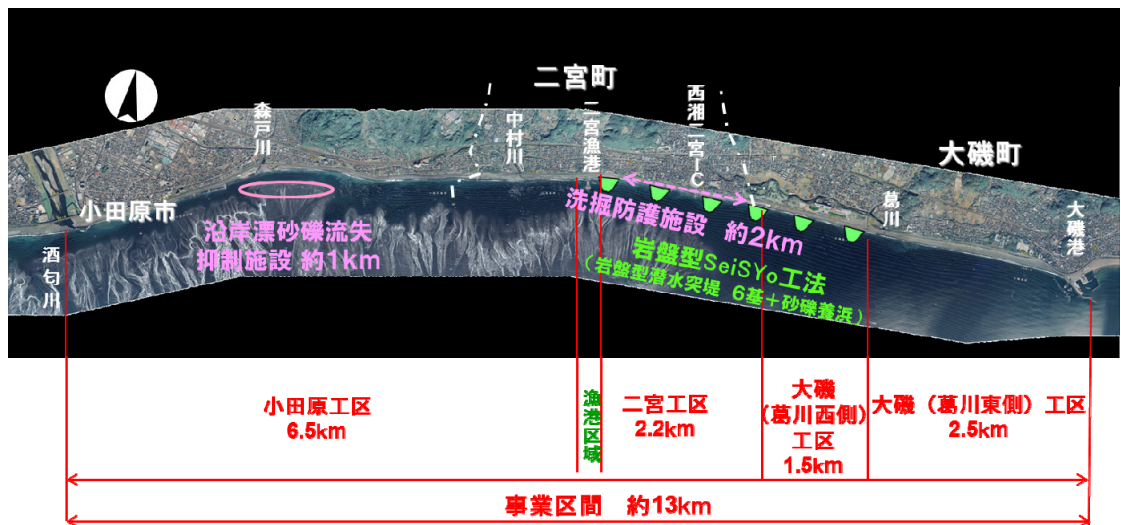 二宮町
森戸川
中村川
二宮漁港
西湘二宮IC
大磯町
小田原市
酒匂川
葛川
大磯港
沿岸漂砂礫流失
抑制施設 約1km
洗掘防護施設 約2km
岩盤型SeiSYo工法
(岩盤型潜水突堤 6基+砂礫養浜)
小田原工区
6.5km
漁港区域
二宮工区
2.2km
大磯
(葛川西側)
工区
1.5km
大磯(葛川東側)工区
2.5km
事業区間 約13km